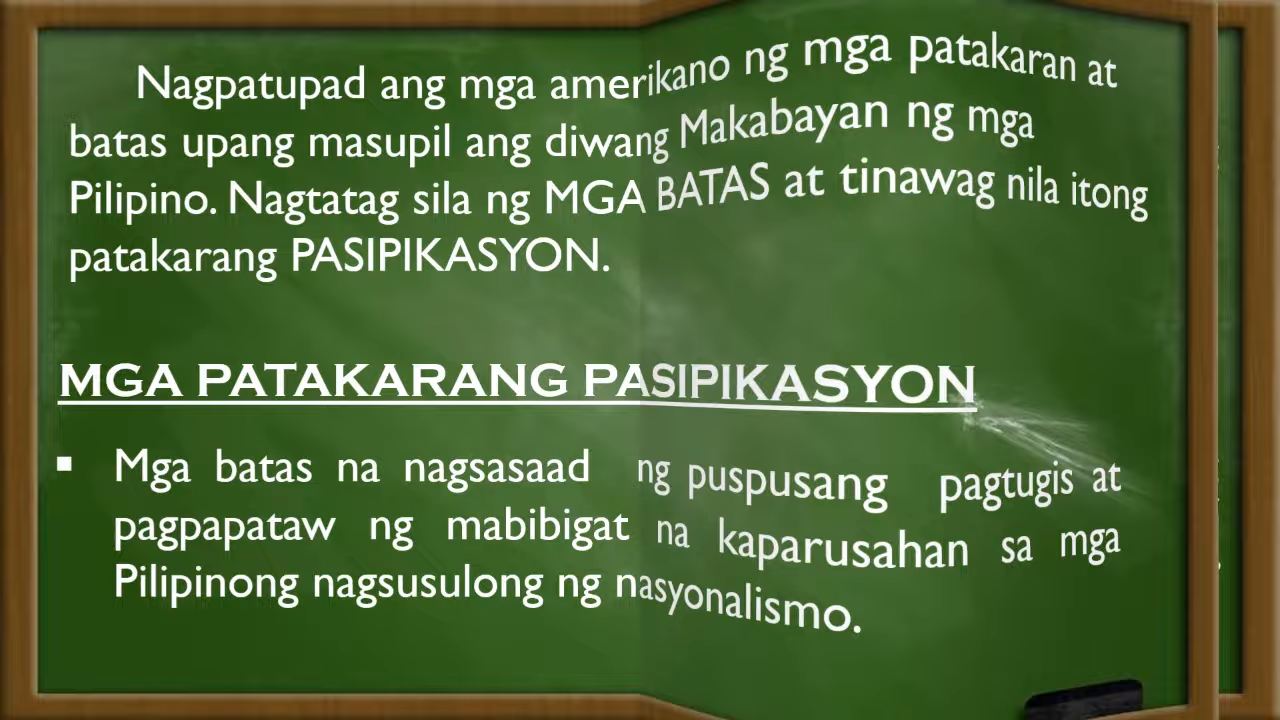 Nagpatupad ang mga amerikano ng mga patakaran at
batas upang masupil ang diwang Makabayan ng mga
Pilipino. Nagtatag sila ng MGA BATAS at tinawag nila itong
patakarang PASIPIKASYON.
MGA PATAKARANG PASIPIKASYON
▪ Mga batas na nagsasaad ng puspusang pagtugis at
pagpapataw ng mabibigat na kaparusahan sa mga
Pilipinong nagsusulong ng nasyonalismo.